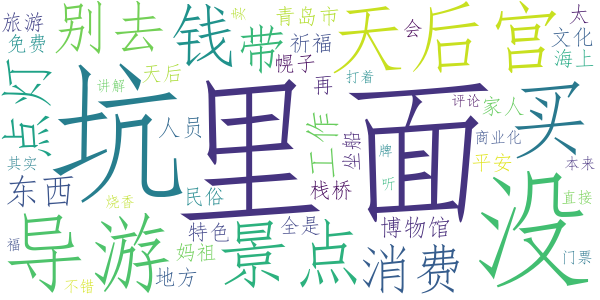 旅游
免费
别去
钱
带
卖
青岛市
祈福
幌子
再
会
天后宫
太
文化
海上
点灯
坑
讲解
天后
人员
里面
打着
工作
坐船
牌
听
评论
家人
商业化
平安
买
本来
其实
东西
烧香
民俗
特色
全是
栈桥
博物馆
没
直接
福
导游
不错
妈祖
地方
景点
消费
门票